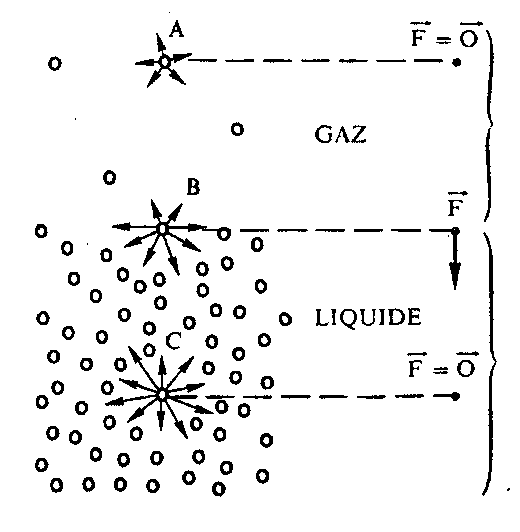 A
F = O
GAZ
B
F
LIQUIDE
C
F = O